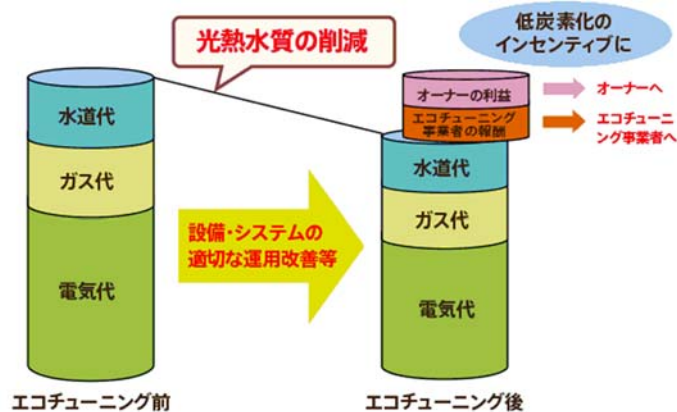 光熱水質の削減
低炭素化の
インセンティブに
オーナーの利益
オーナーへ
エコチューニング
事業者の報酬
エコチューニ
ング事業者へ
水道代
ガス代
電気代
設備・システムの
適切な運用改善等
水道代
ガス代
電気代
エコチューニング前
エコチューニング後